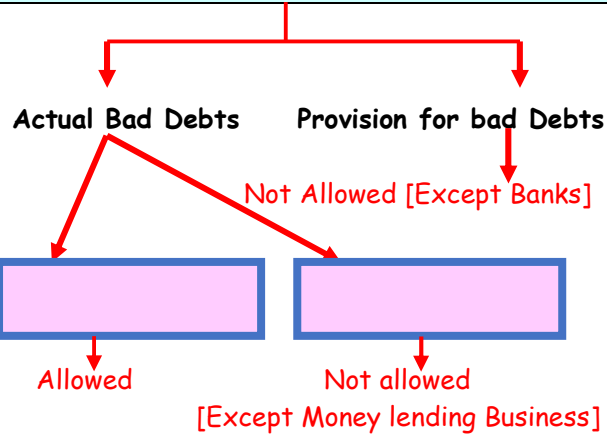 Actual Bad Debts
Provision for bad Debts
Not Allowed [Except Banks]
Allowed
Not allowed
[Except Money lending Business]